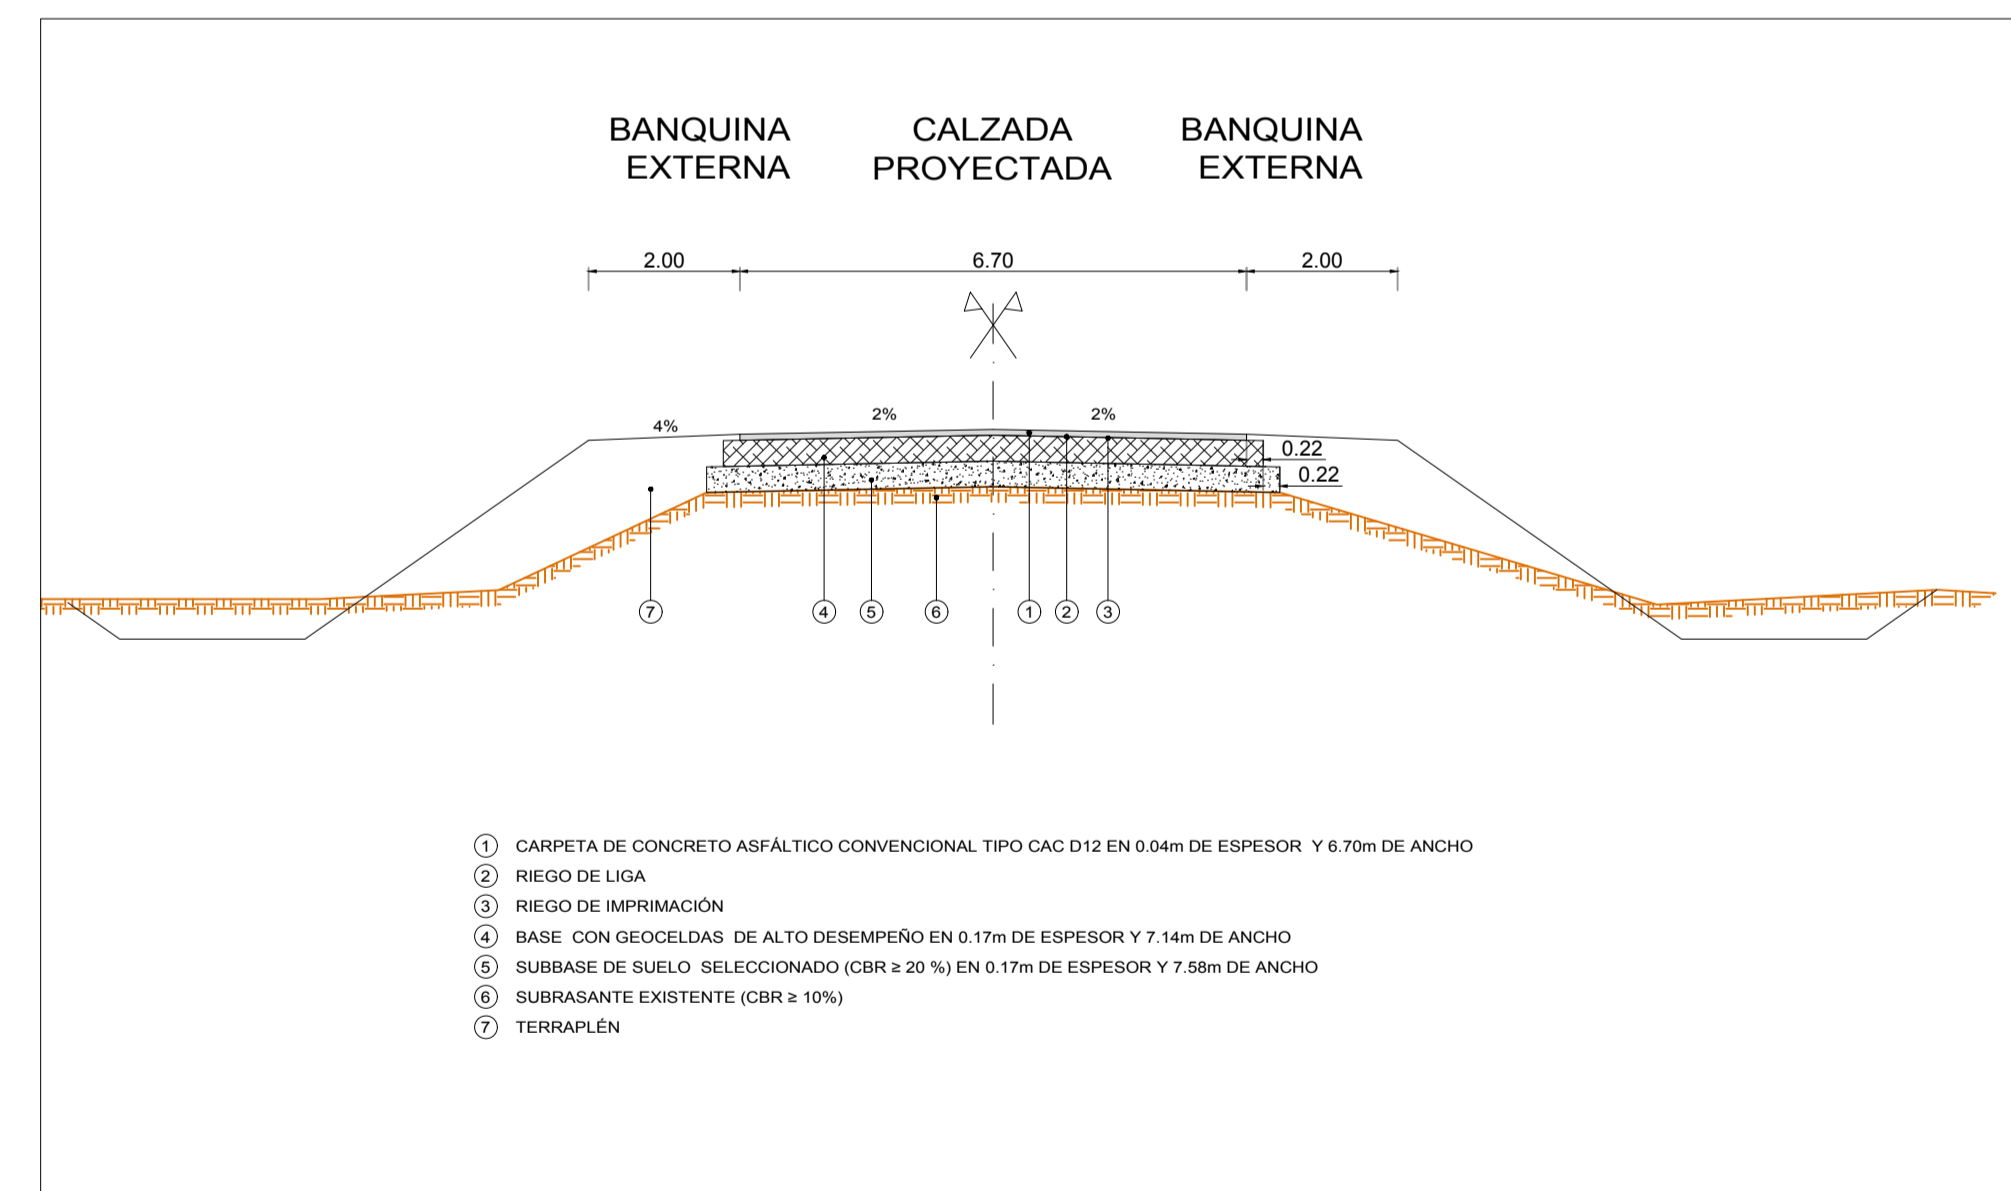 BANQUINA
EXTERNA
CALZADA
PROYECTADA
BANQUINA
EXTERNA
2.00
6.70
2.00
4%
2%
2%
0.22
0.22
7
4
5
6
1
2
3
1 CARPETA DE CONCRETO ASFÁLTICO CONVENCIONAL TIPO CAC D12 EN 0.04m DE ESPESOR Y 6.70m DE ANCHO
2 RIEGO DE LIGA
3 RIEGO DE IMPRIMACIÓN
4 BASE CON GEOCELDAS DE ALTO DESEMPEÑO EN 0.17m DE ESPESOR Y 7.14m DE ANCHO
5 SUBBASE DE SUELO SELECCIONADO (CBR ≥ 20 %) EN 0.17m DE ESPESOR Y 7.58m DE ANCHO
6 SUBRASANTE EXISTENTE (CBR ≥ 10%)
7 TERRAPLÉN